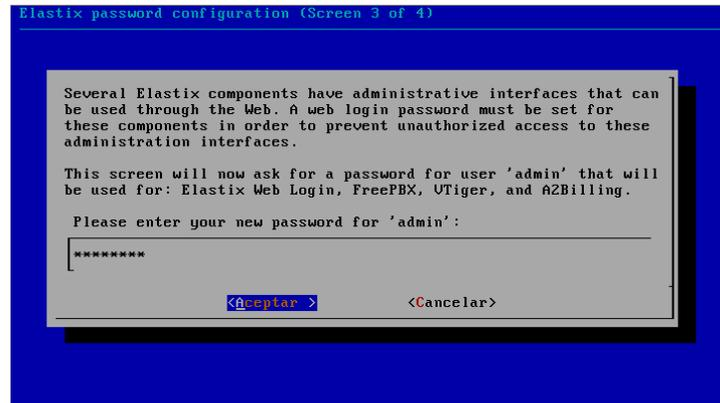 Elastix password configuration (Screen 3 of 4)
Several Elastix components have administrative interfaces that can
be used through the Web. A web login password must be set for
these components in order to prevent unauthorized access to these
administration interfaces.
This screen will now ask for a password for user 'admin' that will
be used for: Elastix Web Login, FreePBX, VTiger, and A2Billing.
Please enter your new password for 'admin':
********
<Aceptar > <Cancelar>